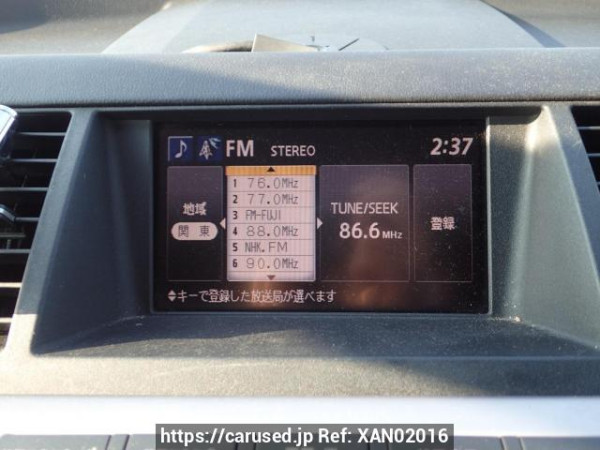 FM STEREO 2:37
地域
関東
1 76.0MHz
2 77.0MHz
3 FM-FUJI
4 88.0MHz
5 NHK.FM
6 90.0MHz
TUNE/SEEK
86.6 MHz
登録
キーで登録した放送局が選べます
https://carused.jp Ref: XAN02016